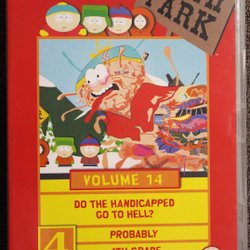 PARK
VOLUME 14
DO THE HANDICAPPED
GO TO HELL?
4
PROBABLY
4TH GRADE